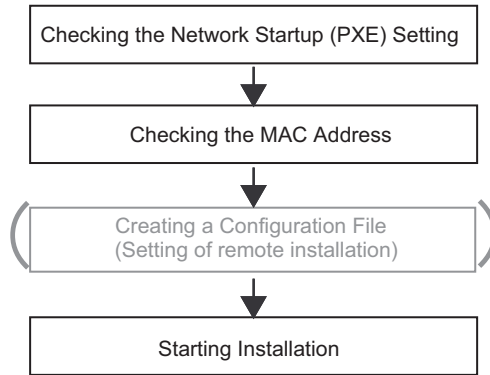 Checking the Network Startup (PXE) Setting
Checking the MAC Address
Creating a Configuration File
(Setting of remote installation)
Starting Installation